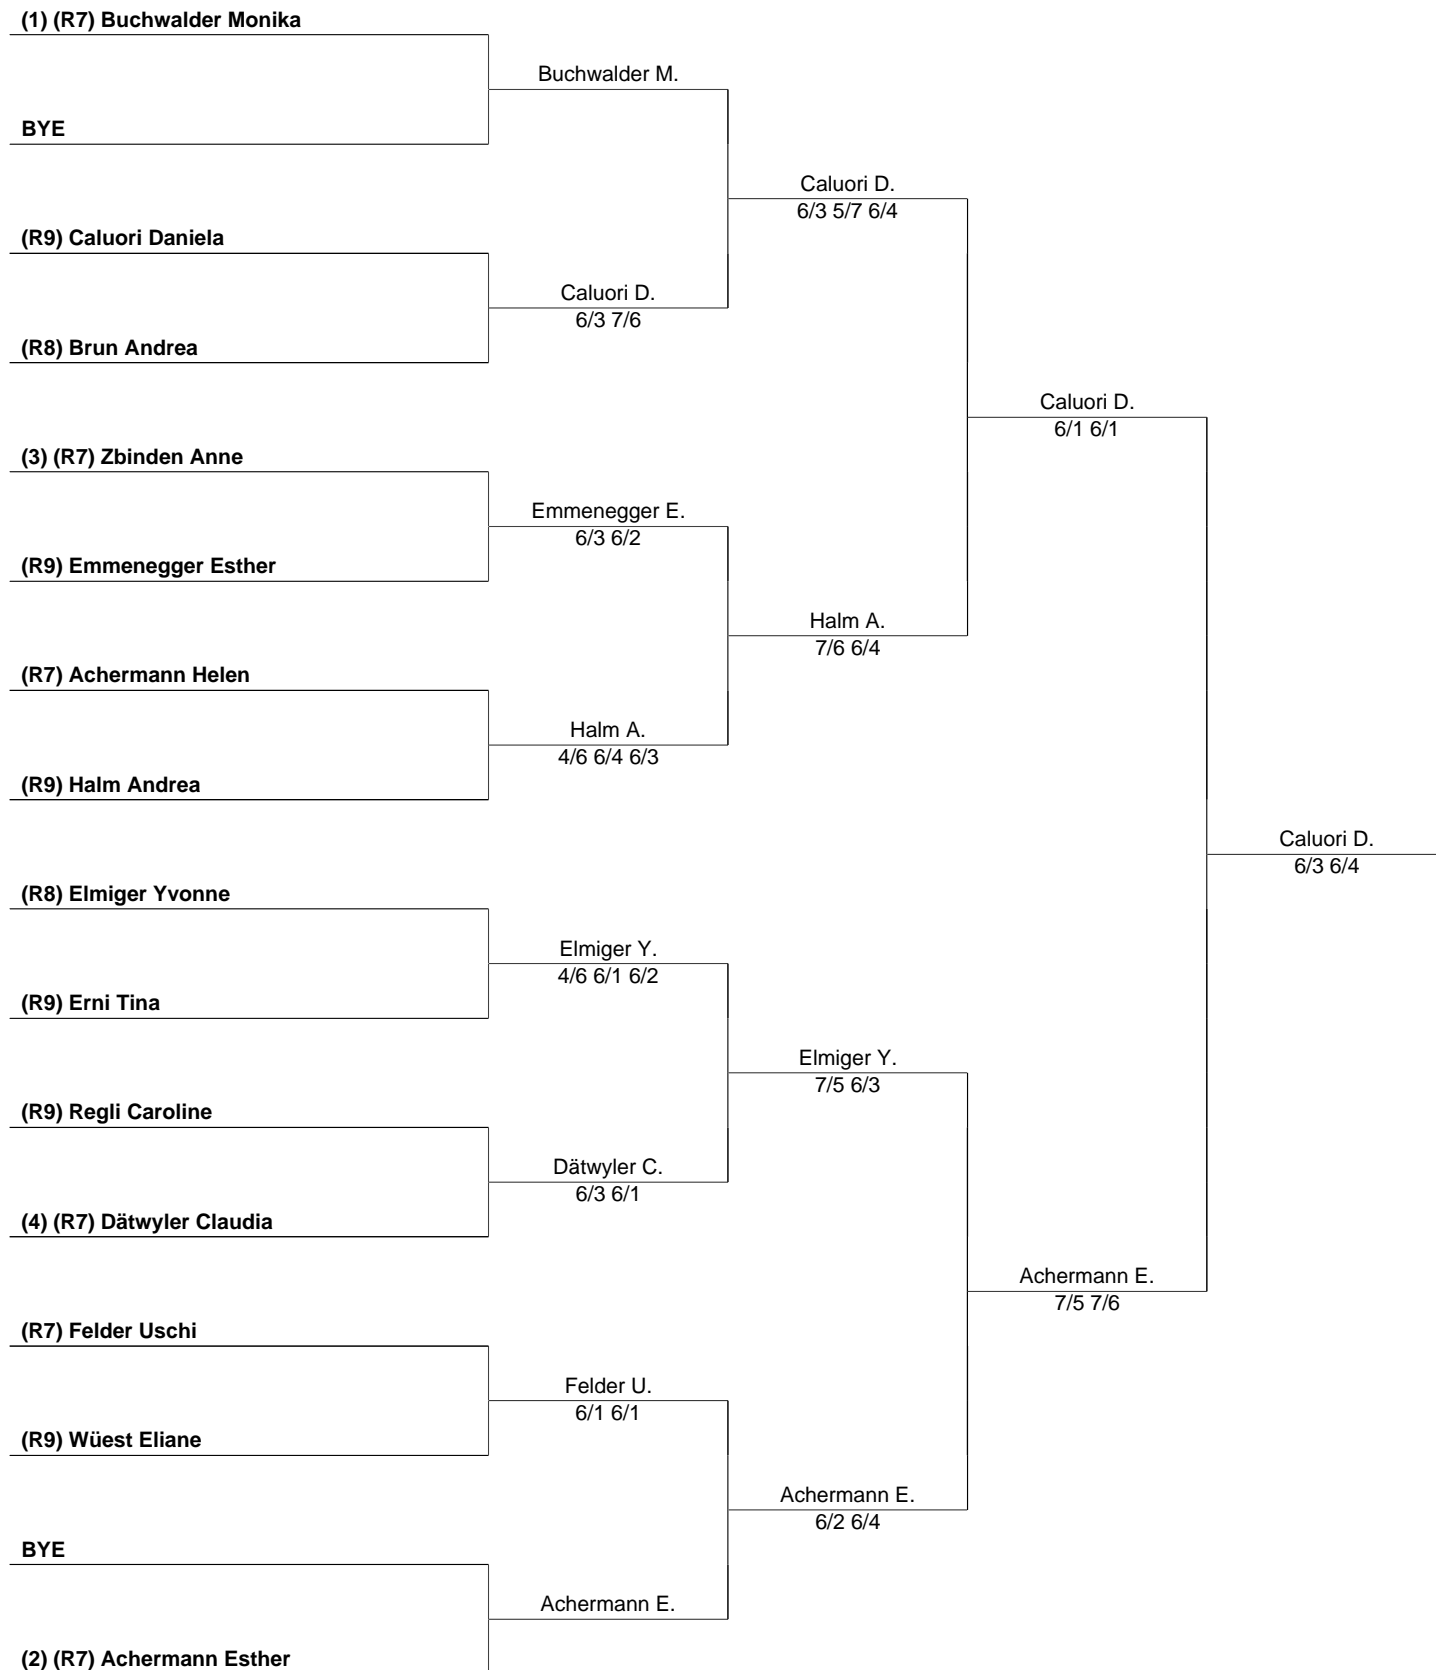 (1) (R7) Buchwalder Monika
Buchwalder M.
BYE
Caluori D.
6/3 5/7 6/4
(R9) Caluori Daniela
Caluori D.
6/3 7/6
(R8) Brun Andrea
Caluori D.
6/1 6/1
(3) (R7) Zbinden Anne
Emmenegger E.
6/3 6/2
(R9) Emmenegger Esther
Halm A.
7/6 6/4
(R7) Achermann Helen
Halm A.
4/6 6/4 6/3
(R9) Halm Andrea
Caluori D.
6/3 6/4
(R8) Elmiger Yvonne
Elmiger Y.
4/6 6/1 6/2
(R9) Erni Tina
Elmiger Y.
7/5 6/3
(R9) Regli Caroline
Dätwyler C.
6/3 6/1
(4) (R7) Dätwyler Claudia
Achermann E.
7/5 7/6
(R7) Felder Uschi
Felder U.
6/1 6/1
(R9) Wüest Eliane
Achermann E.
6/2 6/4
BYE
Achermann E.
(2) (R7) Achermann Esther